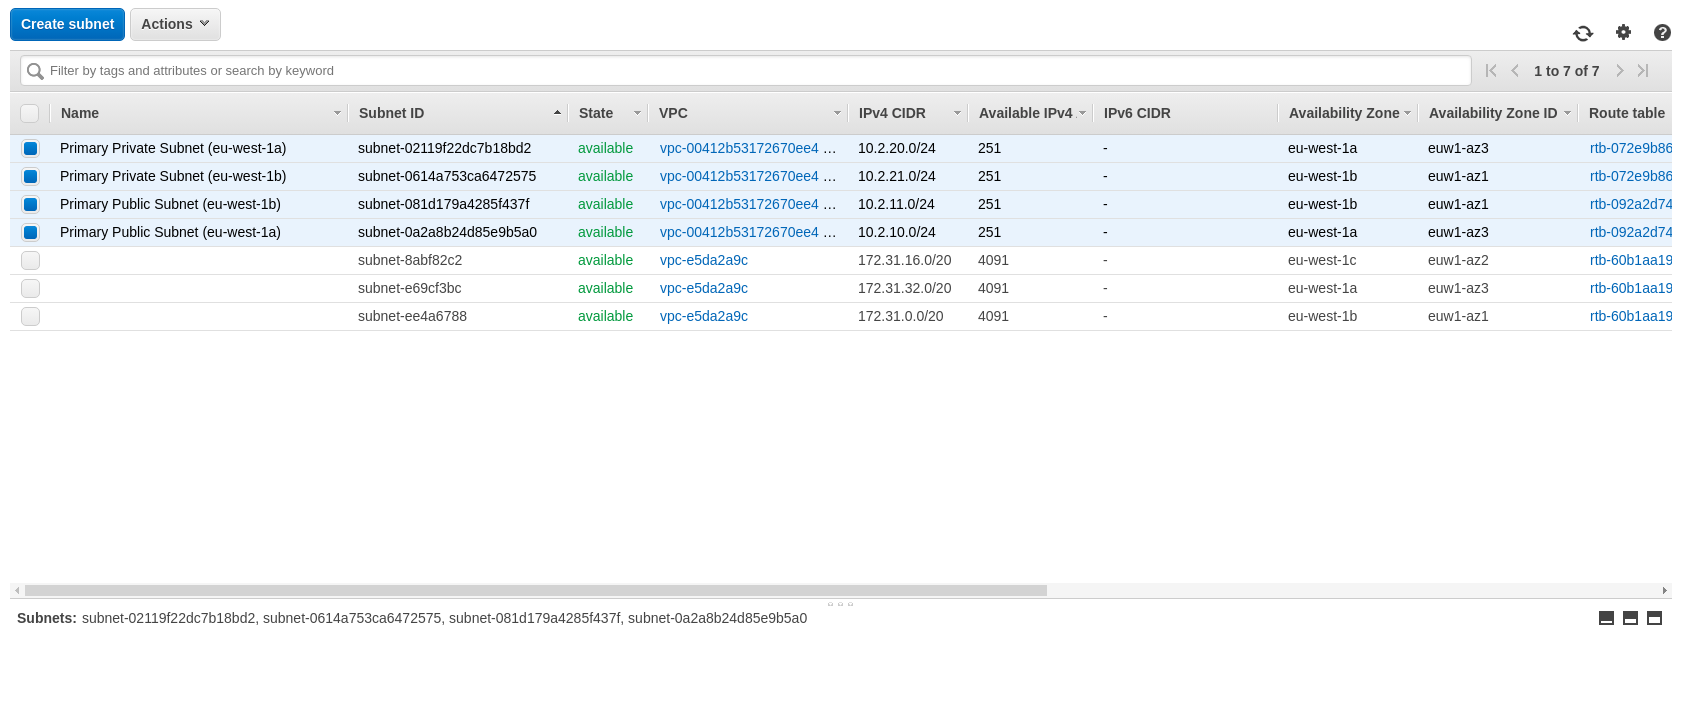 Create subnet Actions
Filter by tags and attributes or search by keyword 1 to 7 of 7
Name Subnet ID State VPC IPv4 CIDR Available IPv4 IPv6 CIDR Availability Zone Availability Zone ID Route table
Primary Private Subnet (eu-west-1a) subnet-02119f22dc7b18bd2 available vpc-00412b53172670ee4 … 10.2.20.0/24 251 - eu-west-1a euw1-az3 rtb-072e9b86
Primary Private Subnet (eu-west-1b) subnet-0614a753ca6472575 available vpc-00412b53172670ee4 … 10.2.21.0/24 251 - eu-west-1b euw1-az1 rtb-072e9b86
Primary Public Subnet (eu-west-1b) subnet-081d179a4285f437f available vpc-00412b53172670ee4 … 10.2.11.0/24 251 - eu-west-1b euw1-az1 rtb-092a2d74
Primary Public Subnet (eu-west-1a) subnet-0a2a8b24d85e9b5a0 available vpc-00412b53172670ee4 … 10.2.10.0/24 251 - eu-west-1a euw1-az3 rtb-092a2d74
subnet-8abf82c2 available vpc-e5da2a9c 172.31.16.0/20 4091 - eu-west-1c euw1-az2 rtb-60b1aa19
subnet-e69cf3bc available vpc-e5da2a9c 172.31.32.0/20 4091 - eu-west-1a euw1-az3 rtb-60b1aa19
subnet-ee4a6788 available vpc-e5da2a9c 172.31.0.0/20 4091 - eu-west-1b euw1-az1 rtb-60b1aa19
Subnets: subnet-02119f22dc7b18bd2, subnet-0614a753ca6472575, subnet-081d179a4285f437f, subnet-0a2a8b24d85e9b5a0